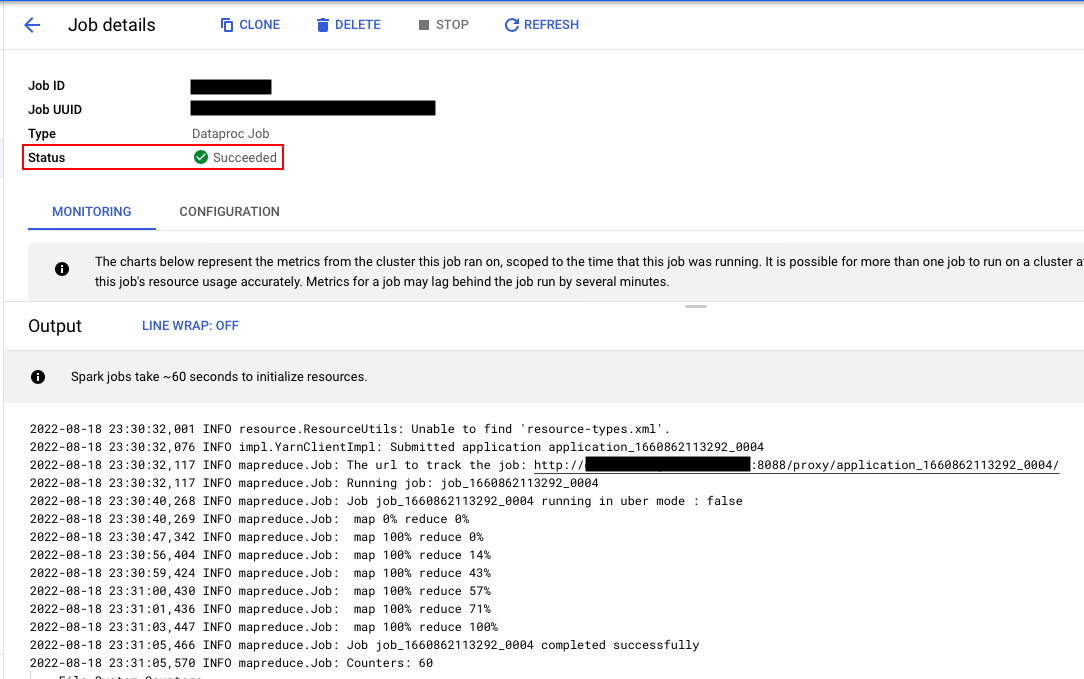 Job details CLONE DELETE STOP REFRESH
Job ID
Job UUID
Type Dataproc Job
Status Succeeded
MONITORING CONFIGURATION
The charts below represent the metrics from the cluster this job ran on, scoped to the time that this job was running. It is possible for more than one job to run on a cluster
this job's resource usage accurately. Metrics for a job may lag behind the job run by several minutes.
Output LINE WRAP: OFF
Spark jobs take ~60 seconds to initialize resources.
2022-08-18 23:30:32,001 INFO resource.ResourceUtils: Unable to find 'resource-types.xml'.
2022-08-18 23:30:32,076 INFO impl.YarnClientImpl: Submitted application application_1660862113292_0004
2022-08-18 23:30:32,117 INFO mapreduce.Job: The url to track the job: http:// :8088/proxy/application_1660862113292_0004/
2022-08-18 23:30:32,117 INFO mapreduce.Job: Running job: job_1660862113292_0004
2022-08-18 23:30:40,268 INFO mapreduce.Job: Job job_1660862113292_0004 running in uber mode : false
2022-08-18 23:30:40,269 INFO mapreduce.Job:  map 0% reduce 0%
2022-08-18 23:30:47,342 INFO mapreduce.Job:  map 100% reduce 0%
2022-08-18 23:30:56,404 INFO mapreduce.Job:  map 100% reduce 14%
2022-08-18 23:30:59,424 INFO mapreduce.Job:  map 100% reduce 43%
2022-08-18 23:31:00,430 INFO mapreduce.Job:  map 100% reduce 57%
2022-08-18 23:31:01,436 INFO mapreduce.Job:  map 100% reduce 71%
2022-08-18 23:31:03,447 INFO mapreduce.Job:  map 100% reduce 100%
2022-08-18 23:31:05,466 INFO mapreduce.Job: Job job_1660862113292_0004 completed successfully
2022-08-18 23:31:05,570 INFO mapreduce.Job: Counters: 60